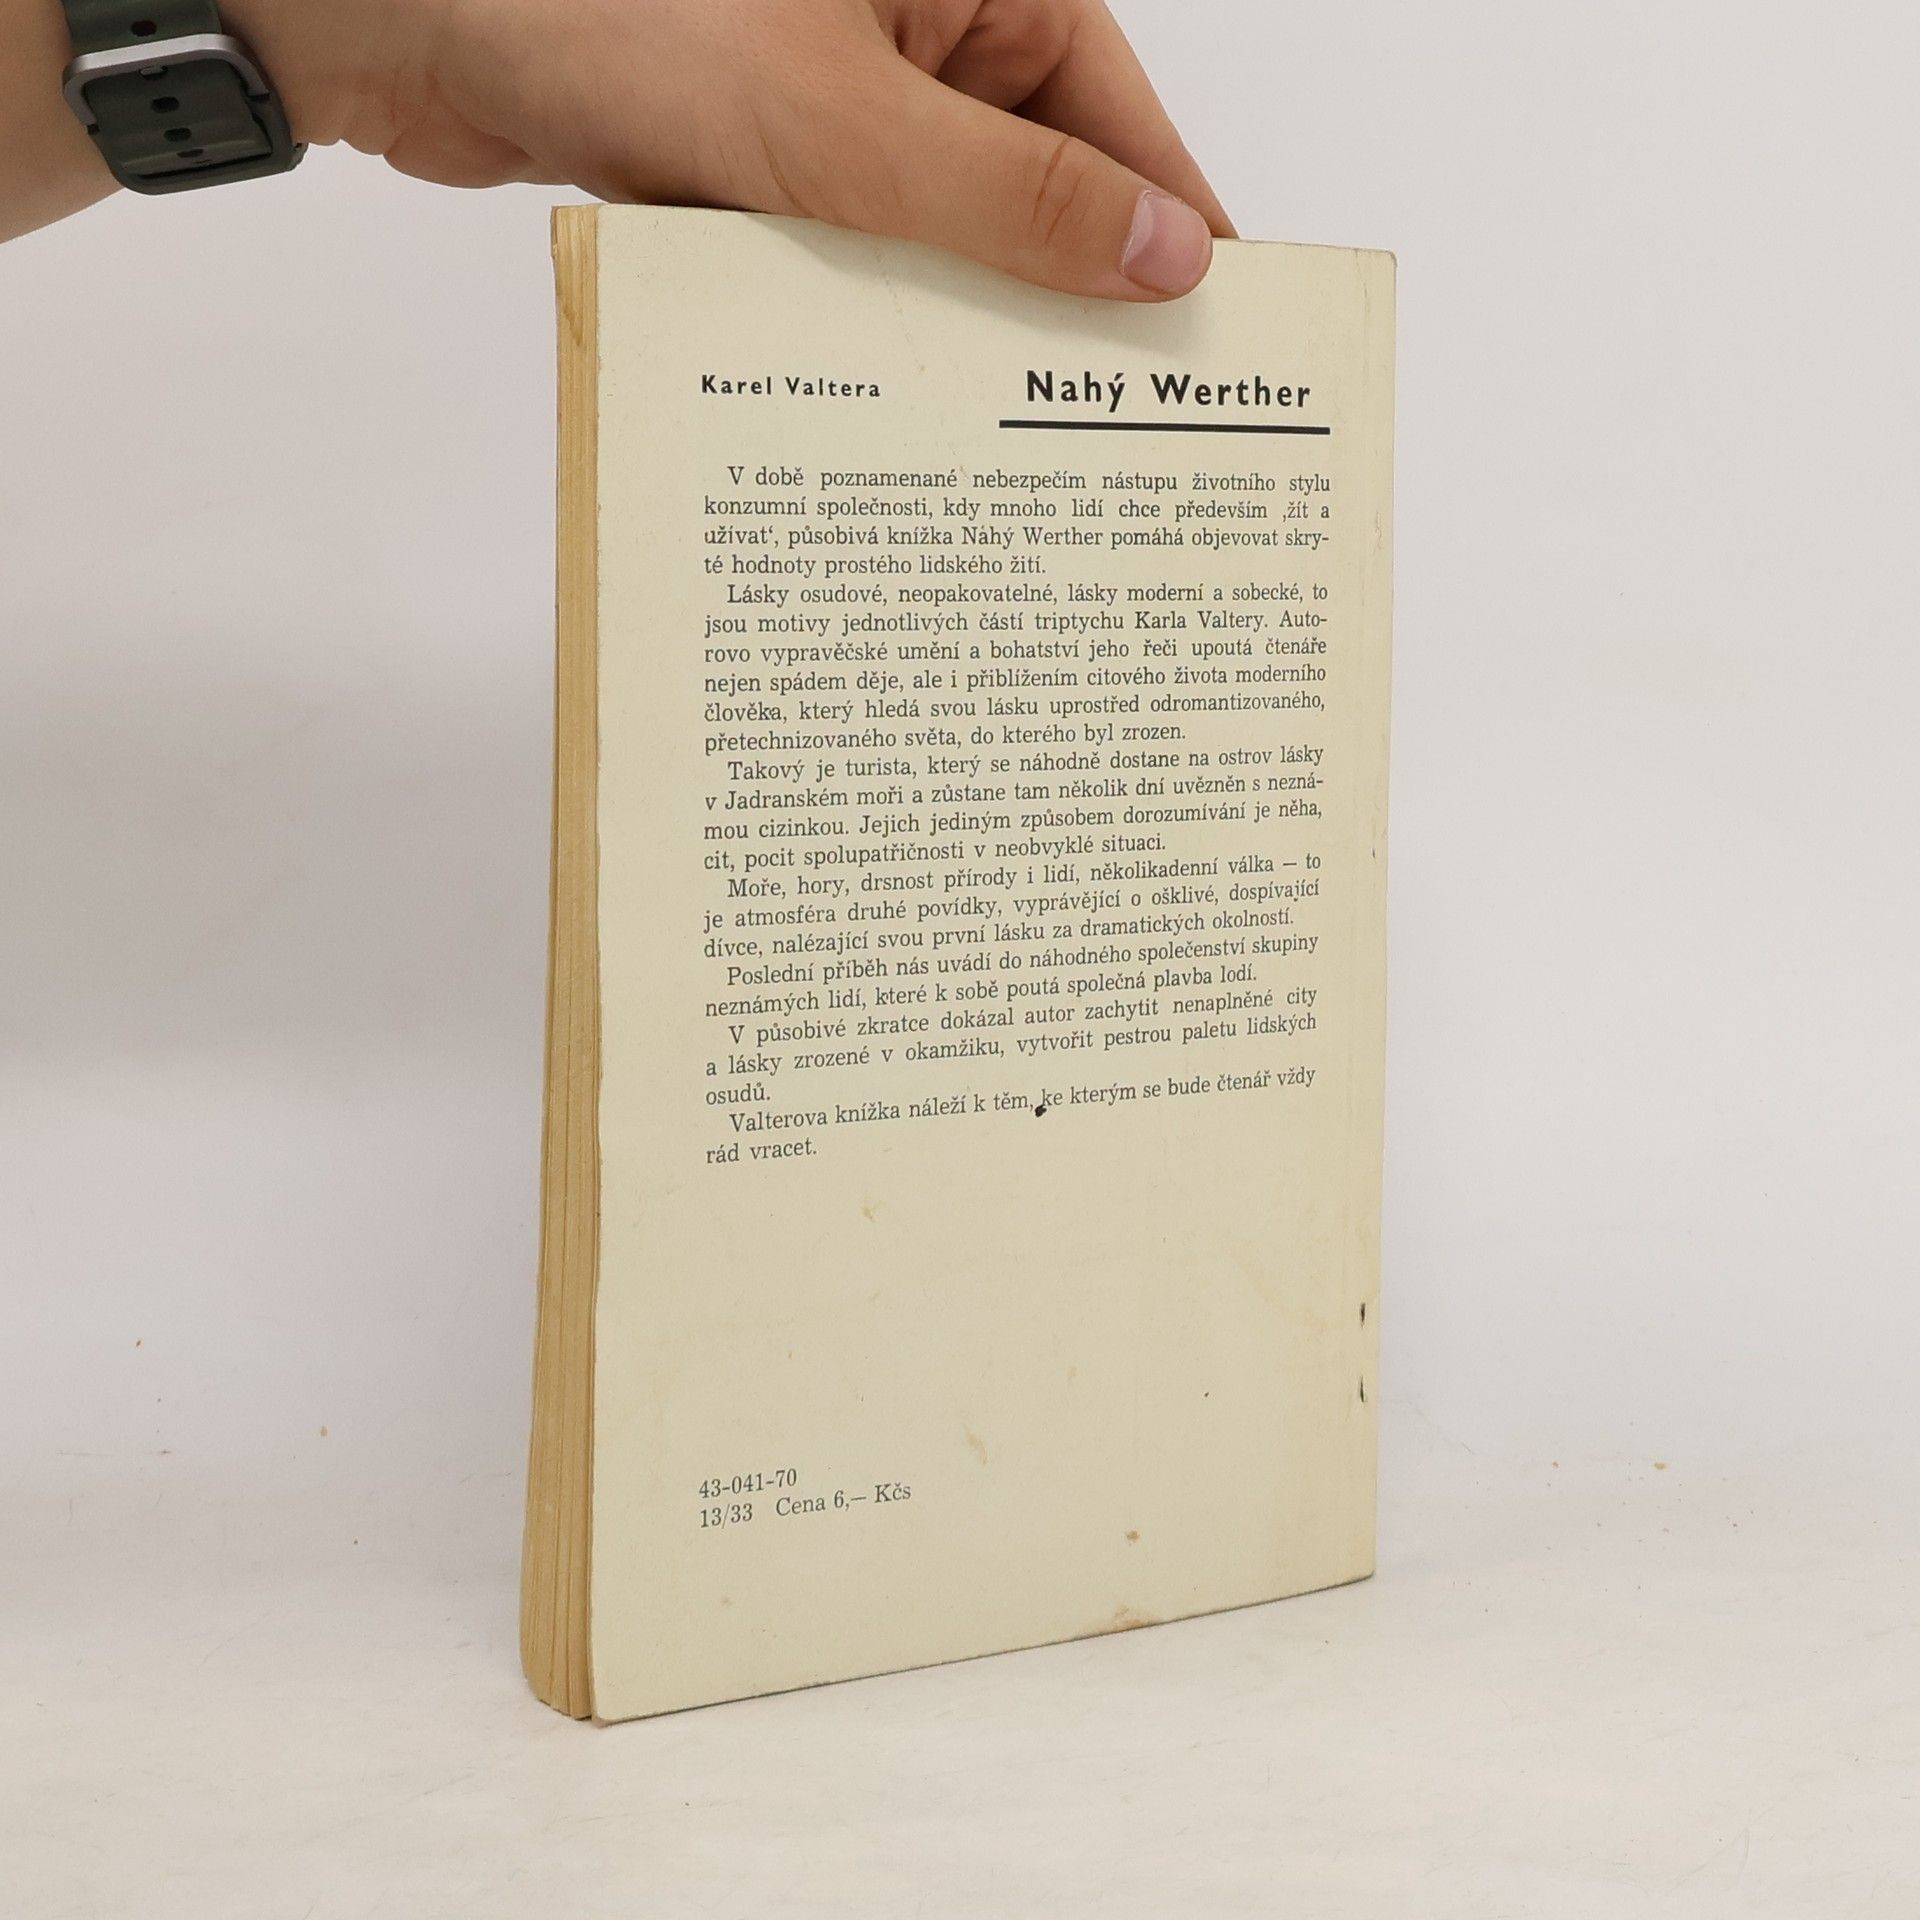 Karel Valtera
Nahý Werther
V době poznamenané nebezpečím nástupu životního stylu
konzumní společnosti, kdy mnoho lidí chce především ‚žít a
užívat‘, působivá knížka Nahý Werther pomáhá objevovat skry-
té hodnoty prostého lidského žití.
Lásky osudové, neopakovatelné, lásky moderní a sobecké, to
jsou motivy jednotlivých částí triptychu Karla Valtery. Auto-
rovo vypravěčské umění a bohatství jeho řeči upoutá čtenáře
nejen spádem děje, ale i přiblížením citového života moderního
člověka, který hledá svou lásku uprostřed odromantizovaného,
přetechnizovaného světa, do kterého byl zrozen.
Takový je turista, který se náhodně dostane na ostrov lásky
v Jadranském moři a zůstane tam několik dní uvězněn s nezná-
mou cizinkou. Jejich jediným způsobem dorozumívání je něha,
cit, pocit spolupatřičnosti v neobvyklé situaci.
Moře, hory, drsnost přírody i lidí, několikadenní válka — to
je atmosféra druhé povídky, vyprávějící o ošklivé, dospívající
dívce, nalézající svou první lásku za dramatických okolností.
Poslední příběh nás uvádí do náhodného společenství skupiny
neznámých lidí, které k sobě poutá společná plavba lodí.
V působivé zkratce dokázal autor zachytit nenaplněné city
a lásky zrozené v okamžiku, vytvořit pestrou paletu lidských
osudů.
Valterova knížka náleží k těm, ke kterým se bude čtenář vždy
rád vracet.
43-041-70
13/33 Cena 6,— Kčs